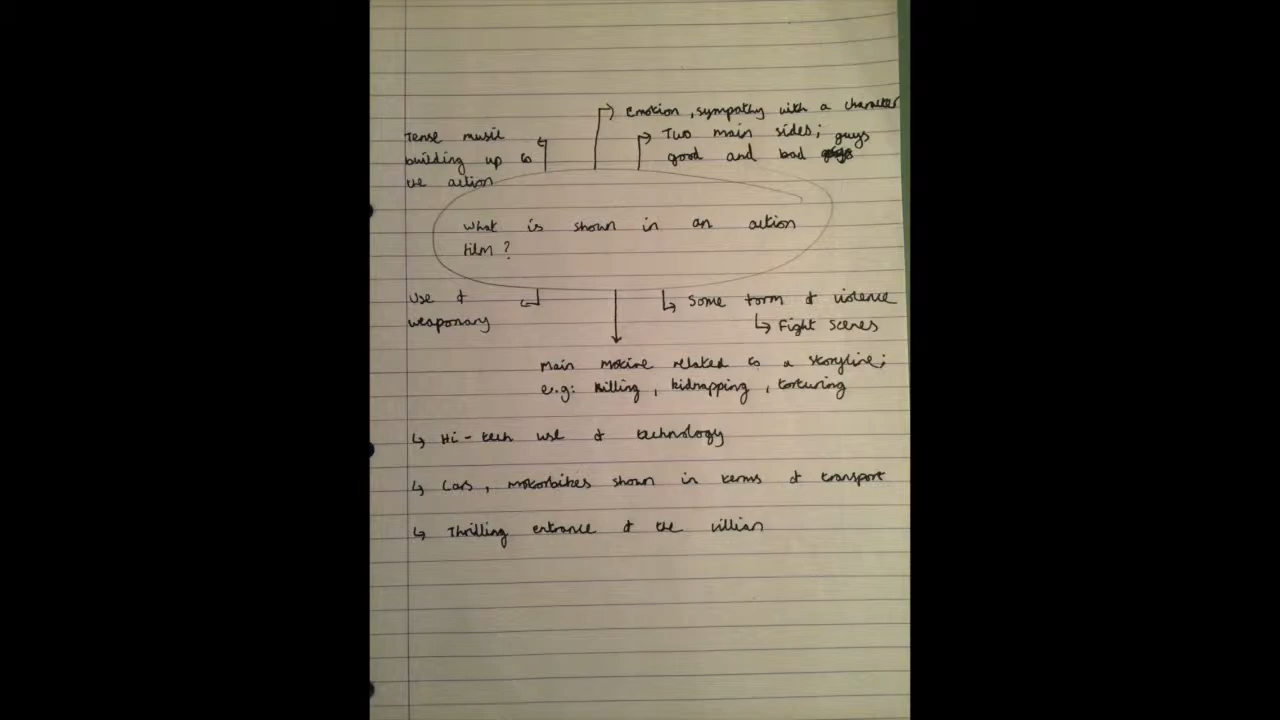 Emotion, sympathy with a character
Tense music
building up to
the action
Two main sides; guys
good and bad
What is shown in an action
film?
Use of
weaponary
Some form of violence
Fight scenes
Main motive related to a storyline;
e.g: killing, kidnapping, torturing
Hi-tech use of technology
Cars, motorbikes shown in terms of transport
Thrilling entrance of the villian